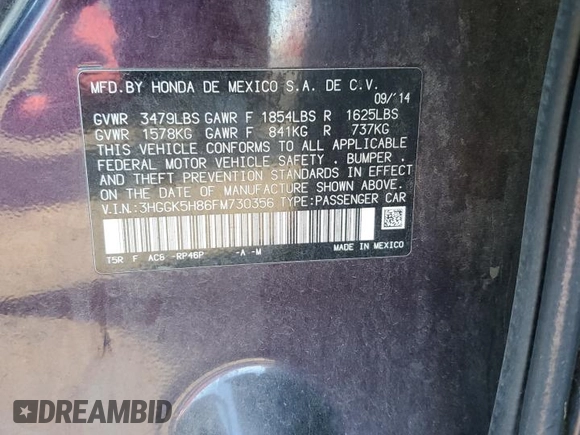 MFD.BY HONDA DE MEXICO S.A. DE C.V.
09/'14
GVWR 3479LBS GAWR F 1854LBS R 1625LBS
GVWR 1578KG GAWR F 841KG R 737KG
THIS VEHICLE CONFORMS TO ALL APPLICABLE
FEDERAL MOTOR VEHICLE SAFETY, BUMPER,
AND THEFT PREVENTION STANDARDS IN EFFECT
ON THE DATE OF MANUFACTURE SHOWN ABOVE.
V.I.N.:3HGGK5H86FM730356 TYPE:PASSENGER CAR
T5R F AC6 -RP46P -A--M MADE IN MEXICO
DREAMBID